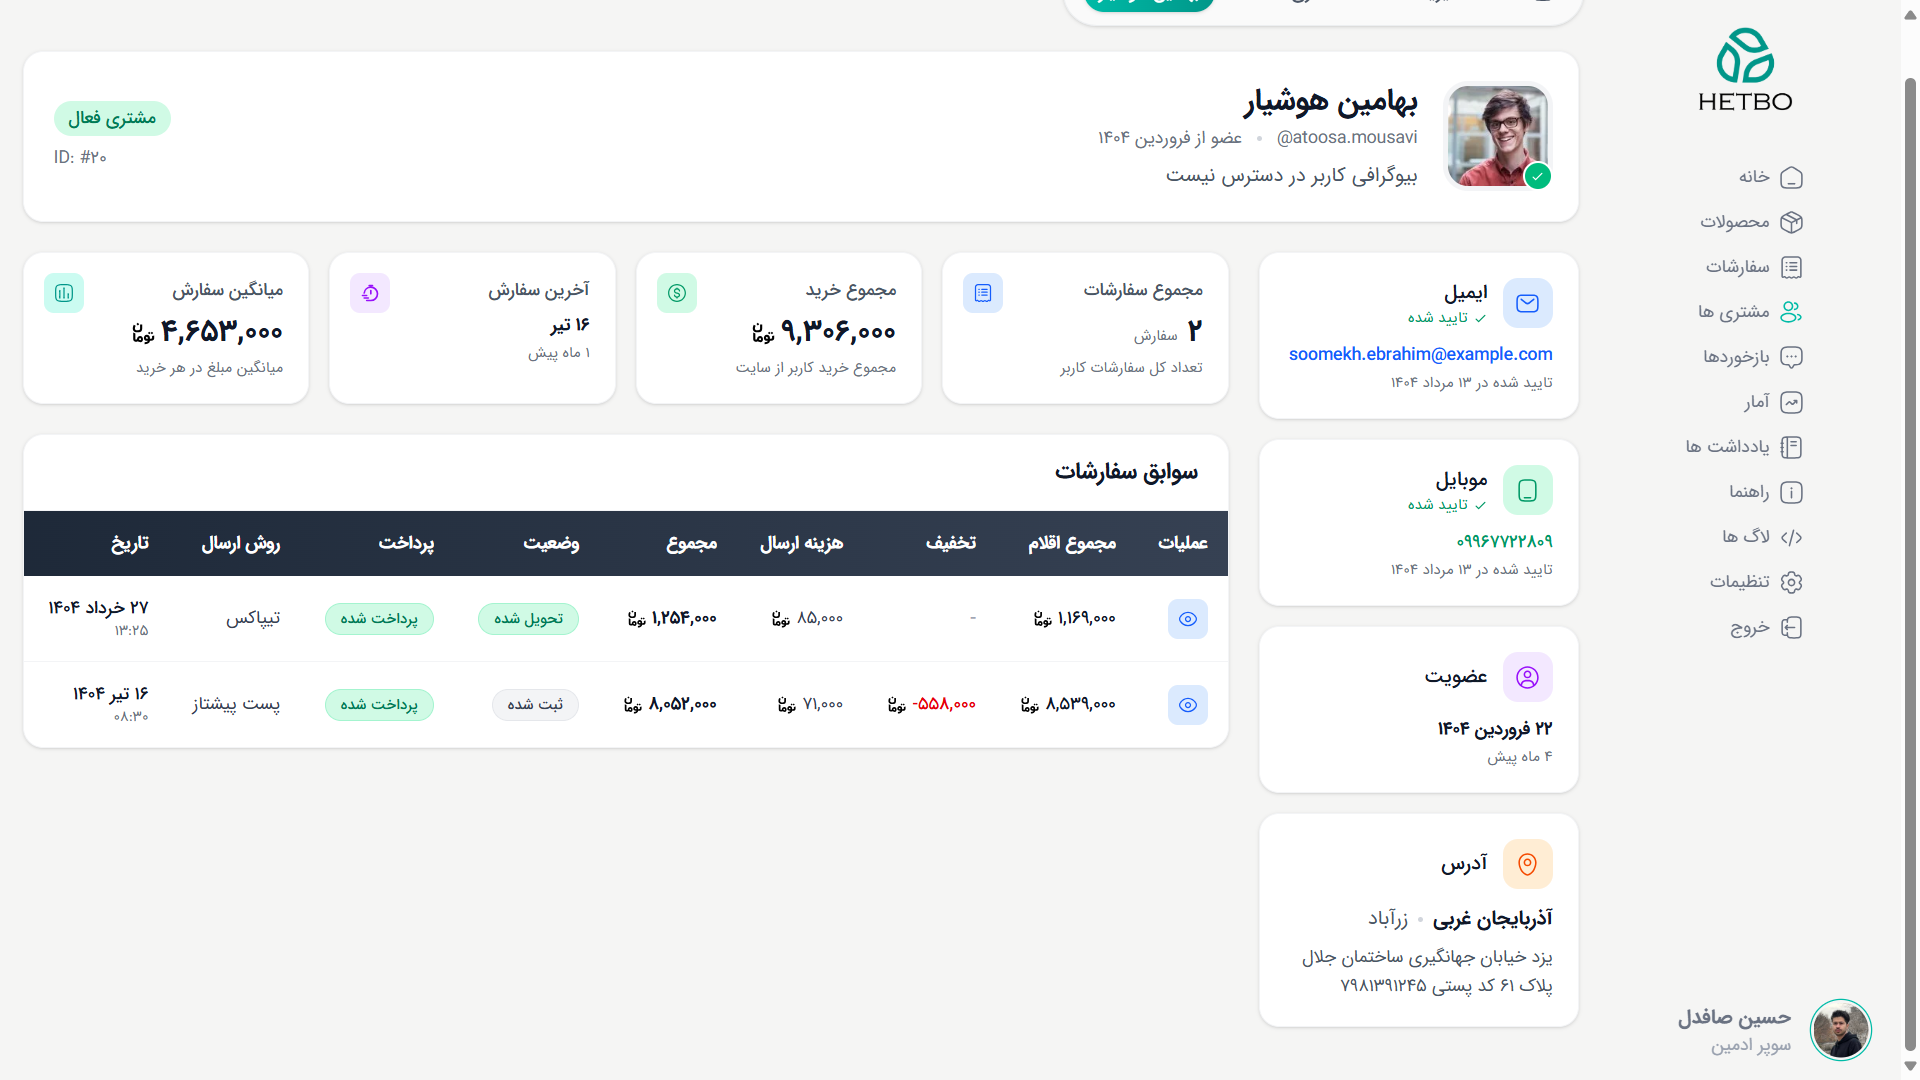 HETBO
خانه
محصولات
سفارشات
مشتری ها
بازخوردها
آمار
یادداشت ها
راهنما
لاگ ها
تنظیمات
خروج
حسین صافدل
سوپر ادمین
بهامین هوشیار
@atoosa.mousavi • عضو از فروردین ۱۴۰۴
بیوگرافی کاربر در دسترس نیست
مشتری فعال
ID: #۲۰
ایمیل
تایید شده
soomekh.ebrahim@example.com
تایید شده در ۱۳ مرداد ۱۴۰۴
موبایل
تایید شده
۰۹۹۶۷۷۲۲۸۰۹
تایید شده در ۱۳ مرداد ۱۴۰۴
عضویت
۲۲ فروردین ۱۴۰۴
۴ ماه پیش
آدرس
آذربایجان غربی • زرآباد
یزد خیابان جهانگیری ساختمان جلال
پلاک ۶۱ کد پستی ۷۹۸۱۳۹۱۲۴۵
مجموع سفارشات
۲ سفارش
تعداد کل سفارشات کاربر
مجموع خرید
۹,۳۰۶,۰۰۰ تومان
مجموع خرید کاربر از سایت
آخرین سفارش
۱۶ تیر
۱ ماه پیش
میانگین سفارش
۴,۶۵۳,۰۰۰ تومان
میانگین مبلغ در هر خرید
سوابق سفارشات
عملیات مجموع اقلام تخفیف هزینه ارسال مجموع وضعیت پرداخت روش ارسال تاریخ
۱,۱۶۹,۰۰۰ تومان - ۸۵,۰۰۰ تومان ۱,۲۵۴,۰۰۰ تومان تحویل شده پرداخت شده تیپاکس ۲۷ خرداد ۱۴۰۴
۱۳:۲۵
۸,۵۳۹,۰۰۰ تومان -۵۵۸,۰۰۰ تومان ۷۱,۰۰۰ تومان ۸,۰۵۲,۰۰۰ تومان ثبت شده پرداخت شده پست پیشتاز ۱۶ تیر ۱۴۰۴
۰۸:۳۰